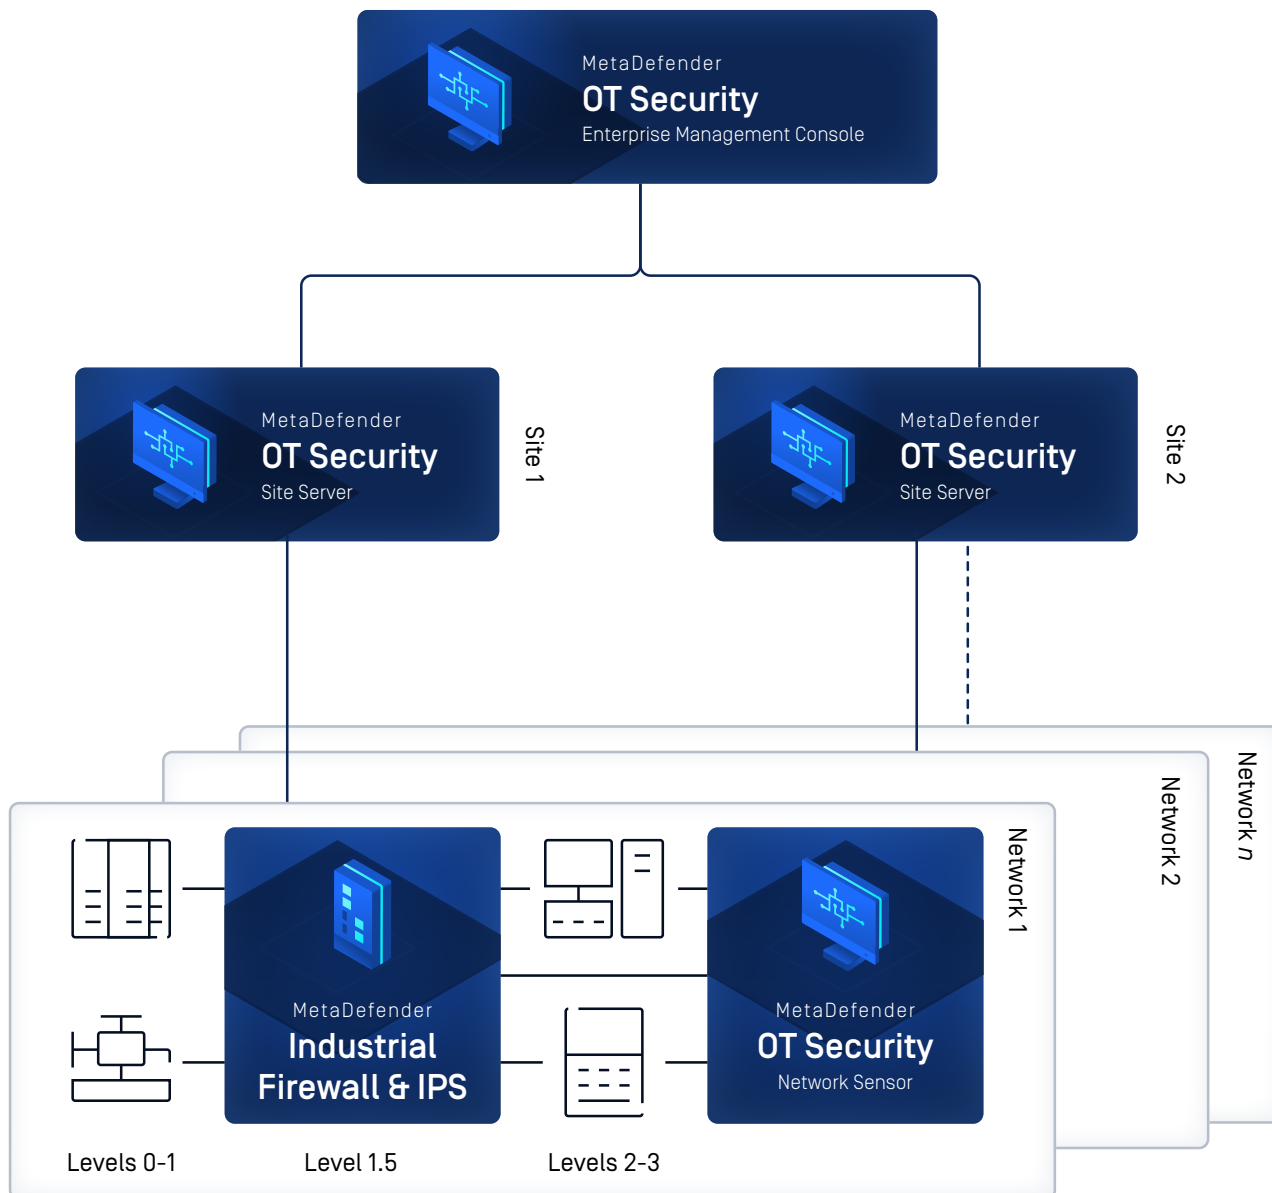 MetaDefender
OT Security
Enterprise Management Console
MetaDefender
OT Security
Site Server
Site 1
MetaDefender
OT Security
Site Server
Site 2
Network n
Network 2
Network 1
MetaDefender
Industrial
Firewall & IPS
MetaDefender
OT Security
Network Sensor
Levels 0-1
Level 1.5
Levels 2-3